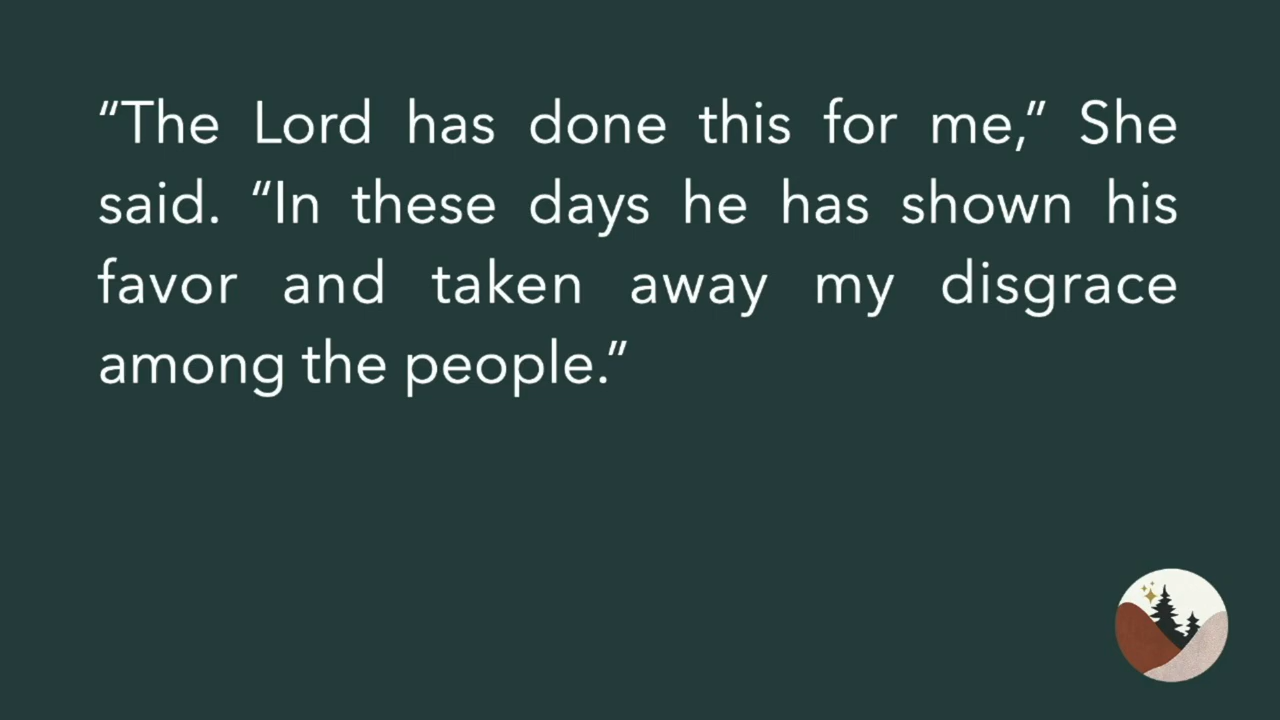 “The Lord has done this for me,” She
said. “In these days he has shown his
favor and taken away my disgrace
among the people.”